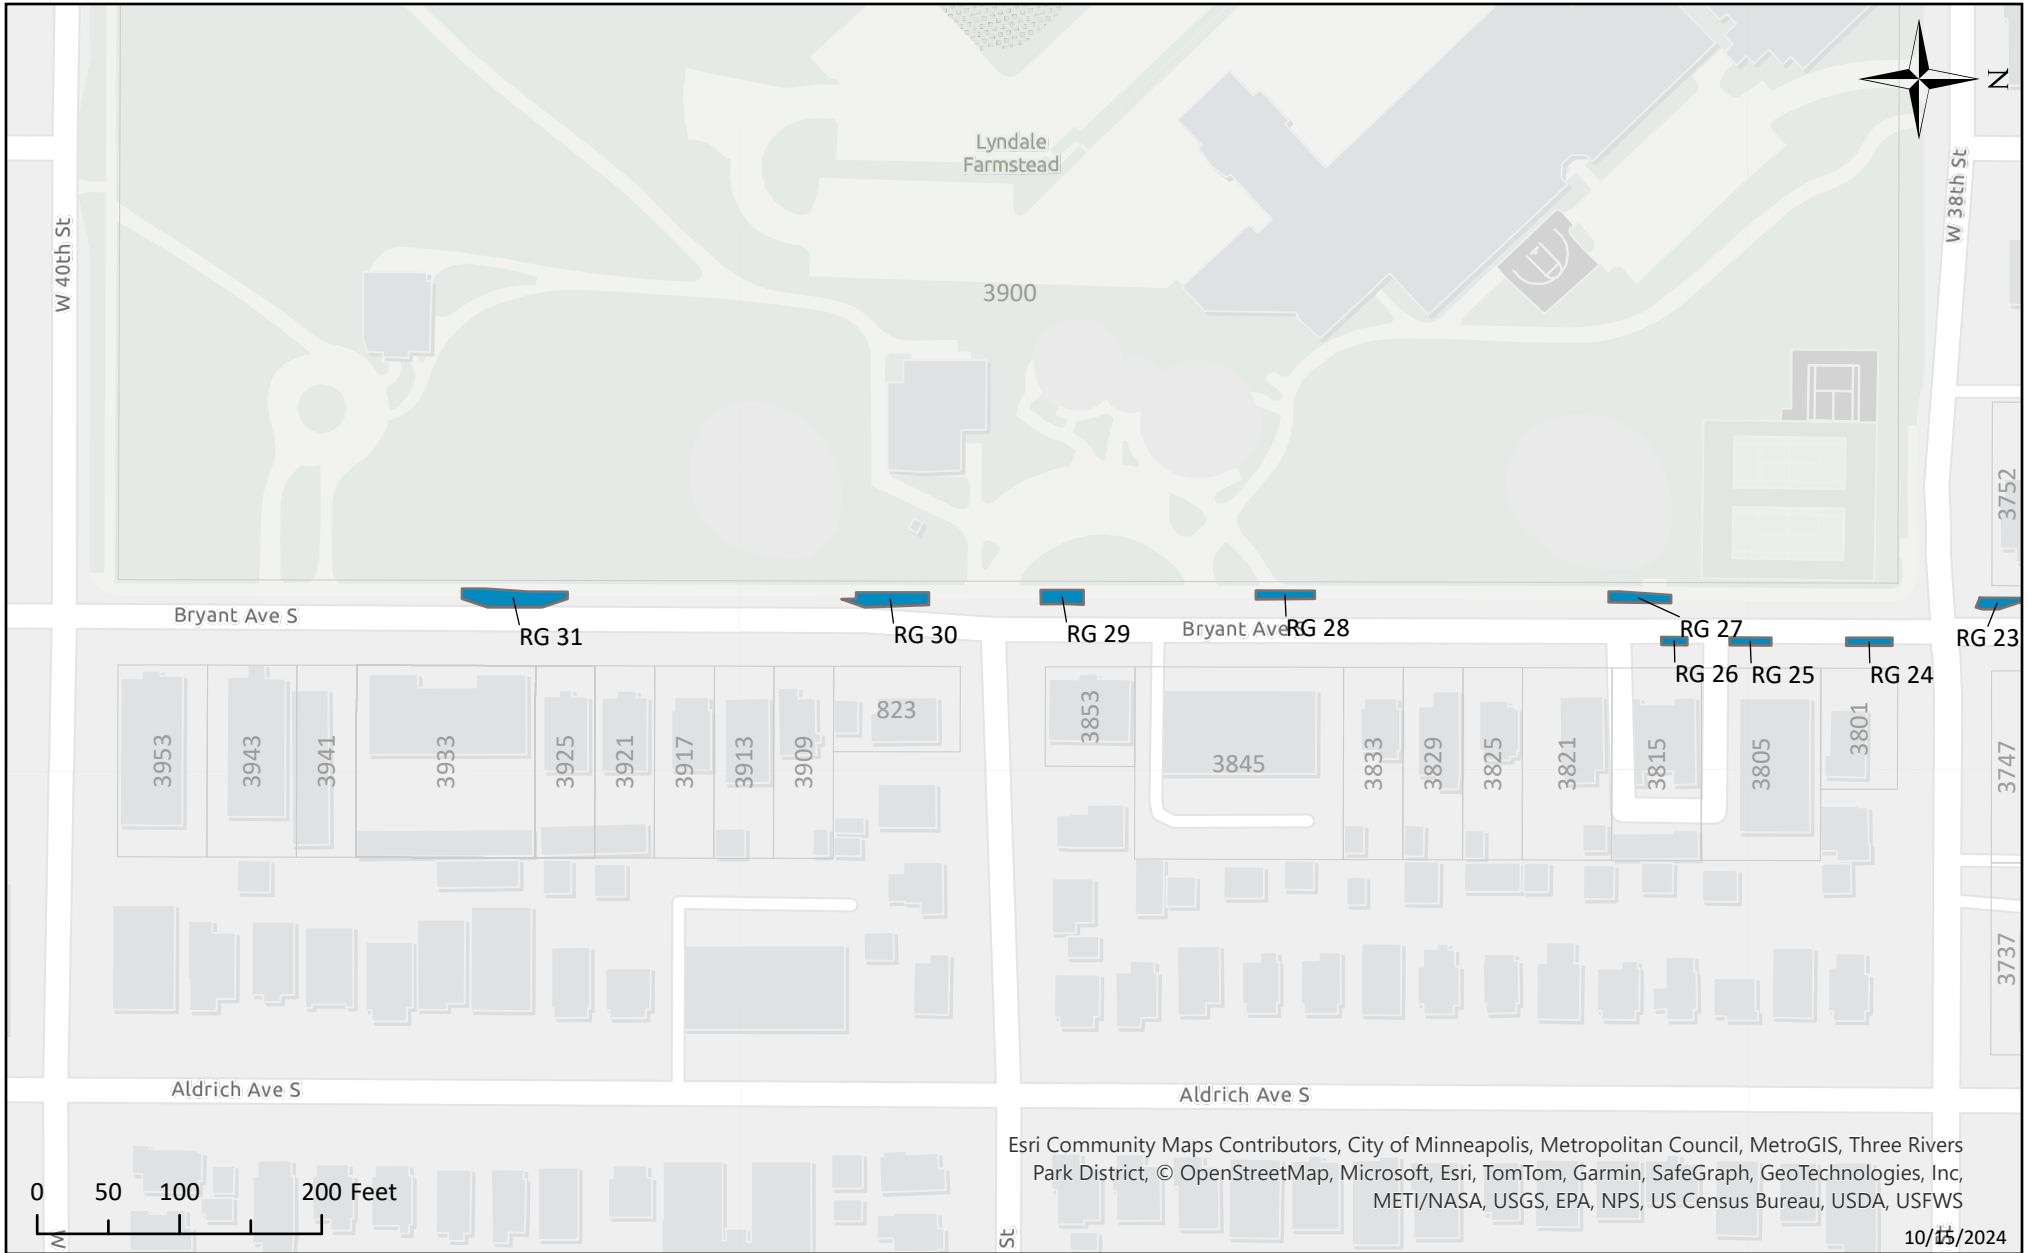 N
Lyndale
Farmstead
W 40th St
W 38th St
3900
3752
Bryant Ave S
RG 31
RG 30
RG 29
Bryant Ave S
RG 28
RG 27
RG 23
RG 26
RG 25
RG 24
3953
3943
3941
3933
3925
3921
3917
3913
3909
823
3853
3845
3833
3829
3825
3821
3815
3805
3801
3747
3737
Aldrich Ave S
Aldrich Ave S
Esri Community Maps Contributors, City of Minneapolis, Metropolitan Council, MetroGIS, Three Rivers
Park District, © OpenStreetMap, Microsoft, Esri, TomTom, Garmin, SafeGraph, GeoTechnologies, Inc,
METI/NASA, USGS, EPA, NPS, US Census Bureau, USDA, USFWS
0 50 100 200 Feet
W
St
10/15/2024